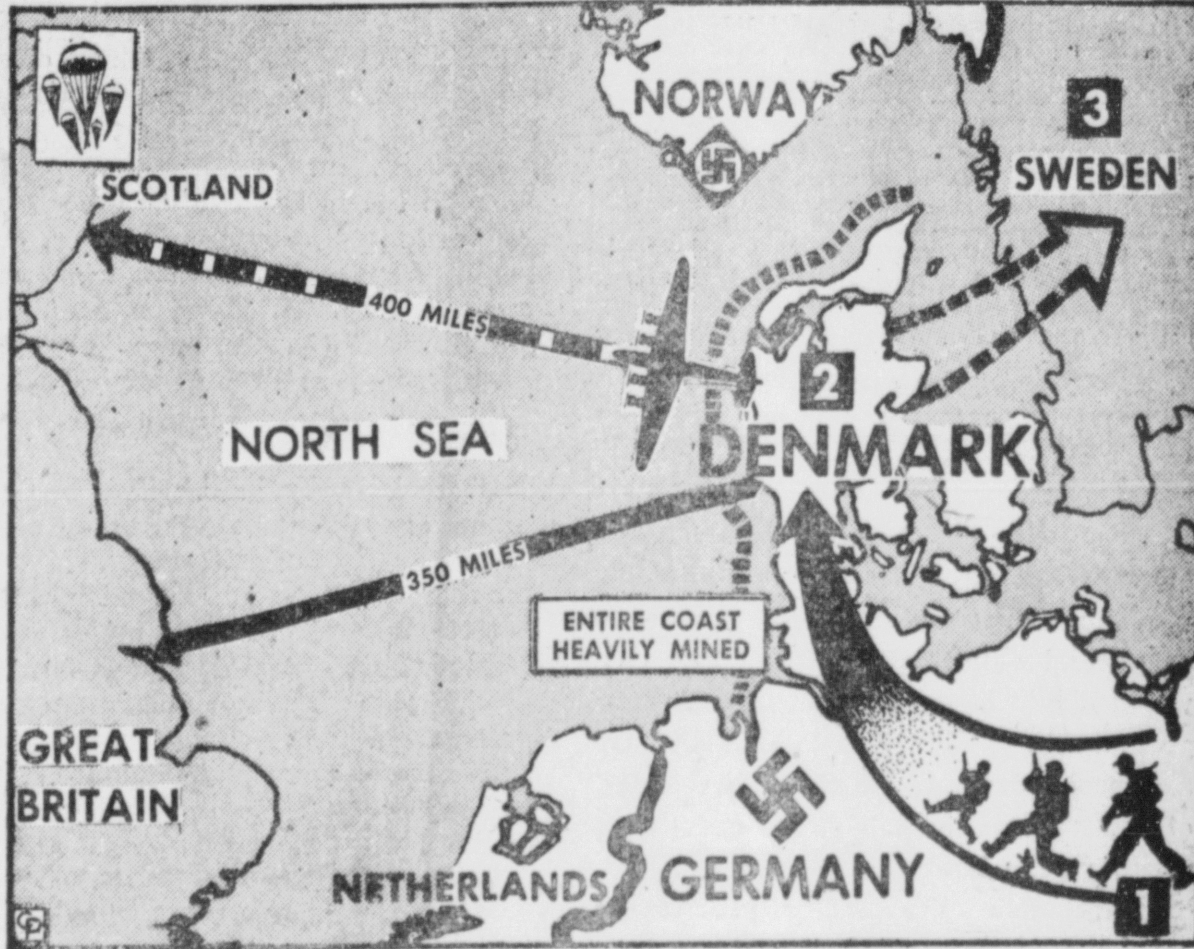 NORWAY
3
SWEDEN
SCOTLAND
400 MILES
2
NORTH SEA
DENMARK
350 MILES
ENTIRE COAST
HEAVILY MINED
GREAT
BRITAIN
NETHERLANDS
GERMANY
1
CP